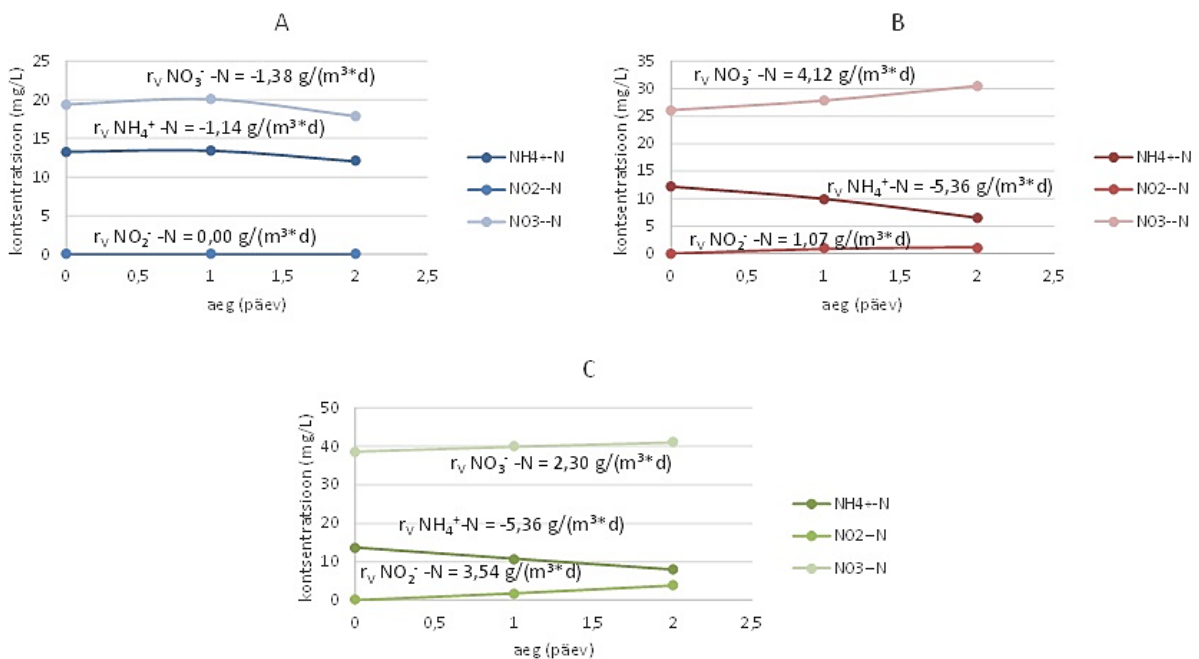 A
kontsentratsioon (mg/L)
25
20
15
10
5
0
rV NO3- -N = -1,38 g/(m3*d)
rV NH4+ -N = -1,14 g/(m3*d)
rV NO2- -N = 0,00 g/(m3*d)
0 0,5 1 1,5 2 2,5
aeg (päev)
NH4+-N
NO2--N
NO3--N
B
kontsentratsioon (mg/L)
35
30
25
20
15
10
5
0
rV NO3- -N = 4,12 g/(m3*d)
rV NH4+-N = -5,36 g/(m3*d)
rV NO2- -N = 1,07 g/(m3*d)
0 0,5 1 1,5 2 2,5
aeg (päev)
NH4+-N
NO2--N
NO3--N
C
kontsentratsioon (mg/L)
50
40
30
20
10
0
rV NO3- -N = 2,30 g/(m3*d)
rV NH4+-N = -5,36 g/(m3*d)
rV NO2- -N = 3,54 g/(m3*d)
0 0,5 1 1,5 2 2,5
aeg (päev)
NH4+-N
NO2–N
NO3–N